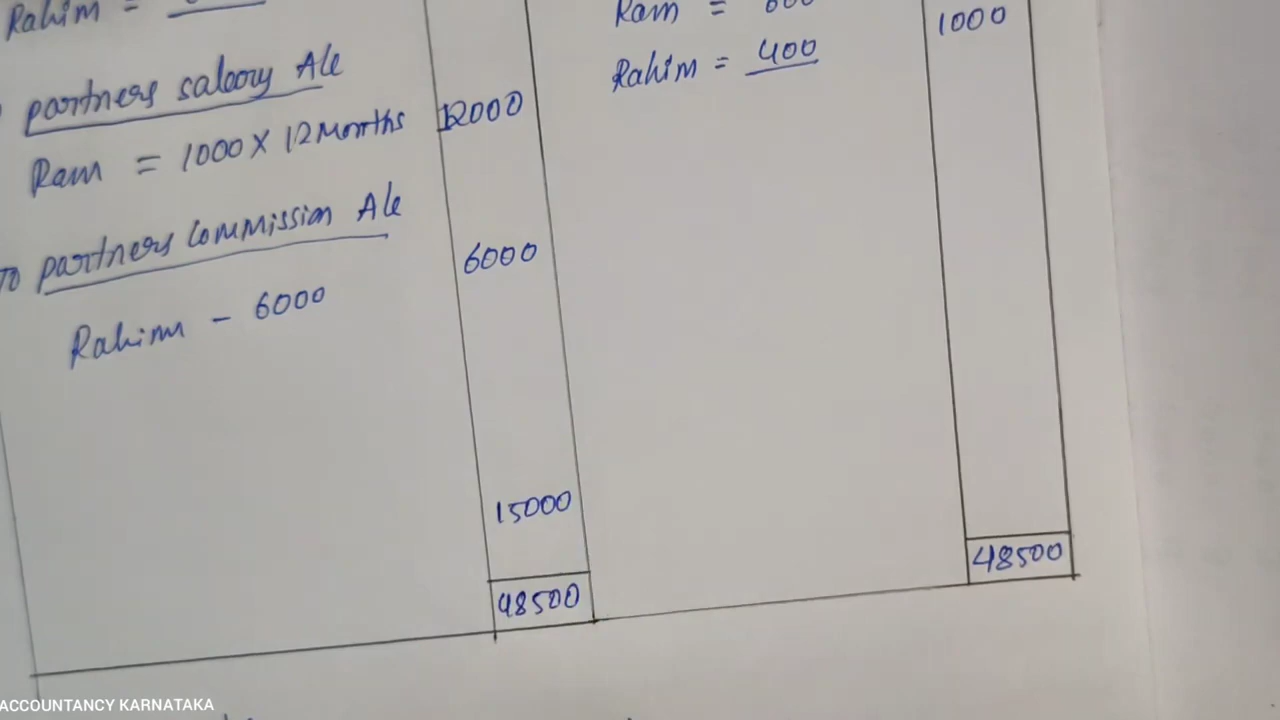 Rahim =
partners salary A/c
Ram = 1000 X 12 Months 12000
To partners Commission A/c 6000
Rahim - 6000
15000
48500
Ram = 600
1000
Rahim = 400
48500
ACCOUNTANCY KARNATAKA